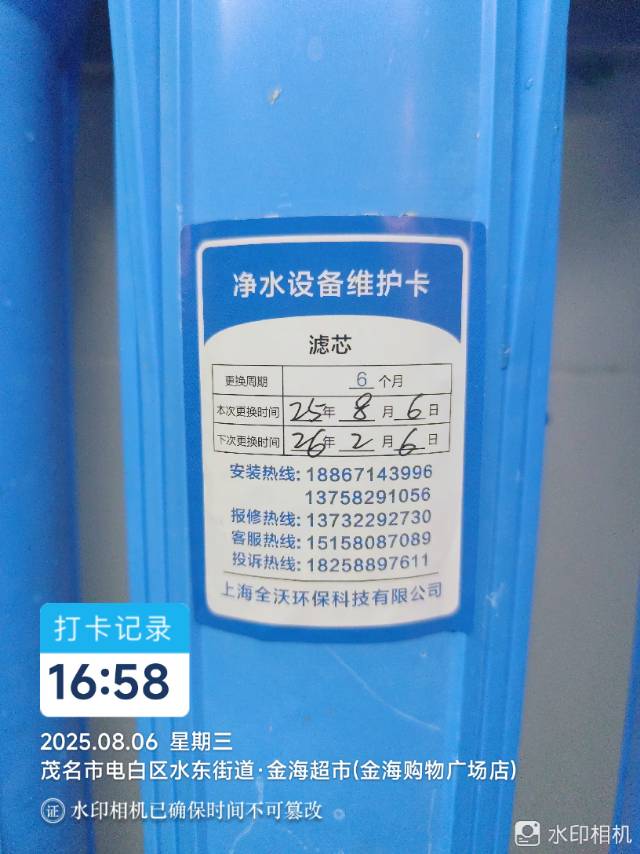 净水设备维护卡
滤芯
更换周期 6 个月
本次更换时间 25年 8 月 6 日
下次更换时间 26年 2 月 6 日
安装热线: 18867143996
13758291056
报修热线: 13732292730
客服热线: 15158087089
投诉热线: 18258897611
上海全沃环保科技有限公司
打卡记录
16:58
2025.08.06 星期三
茂名市电白区水东街道·金海超市(金海购物广场店)
证 水印相机已确保时间不可篡改
水印相机